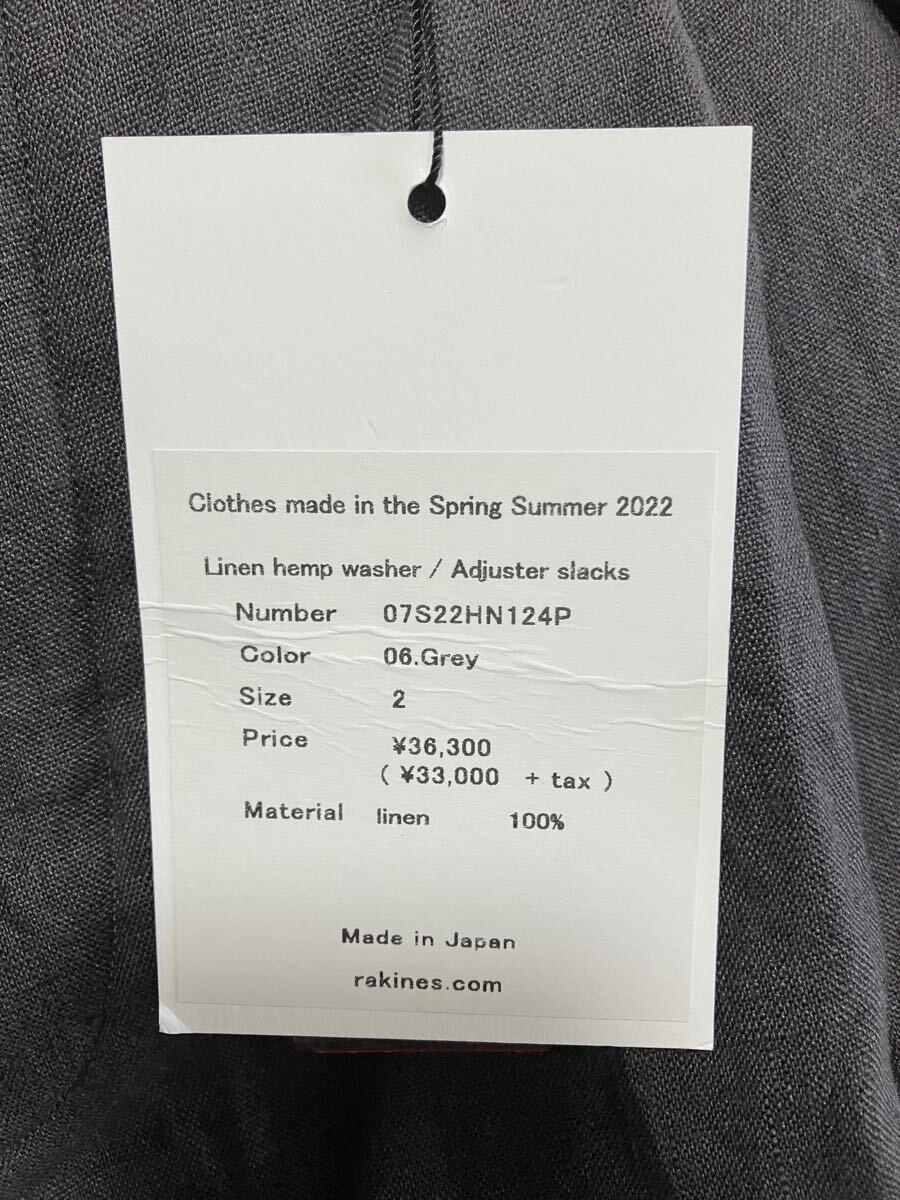 Clothes made in the Spring Summer 2022
Linen hemp washer / Adjuster slacks
Number 07S22HN124P
Color 06.Grey
Size 2
Price ¥36,300
( ¥33,000 + tax )
Material linen 100%
Made in Japan
rakines.com